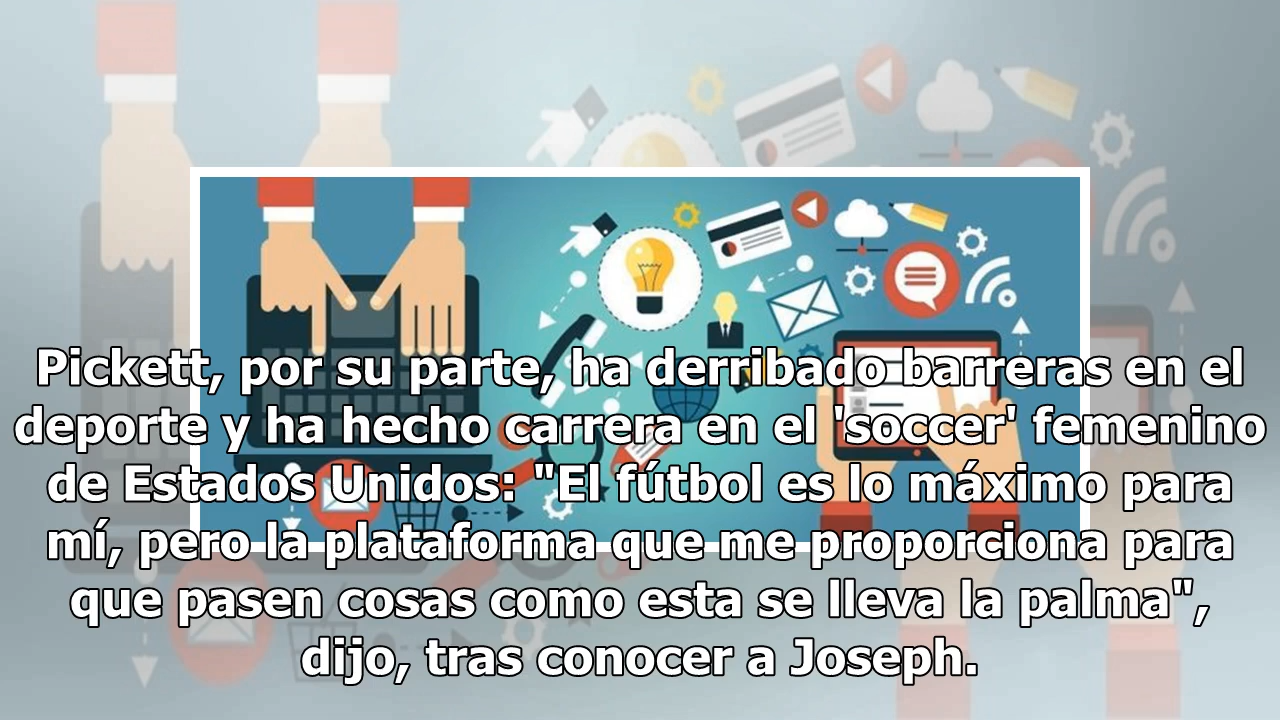 Pickett, por su parte, ha derribado barreras en el
deporte y ha hecho carrera en el 'soccer' femenino
de Estados Unidos: "El fútbol es lo máximo para
mí, pero la plataforma que me proporciona para
que pasen cosas como esta se lleva la palma",
dijo, tras conocer a Joseph.